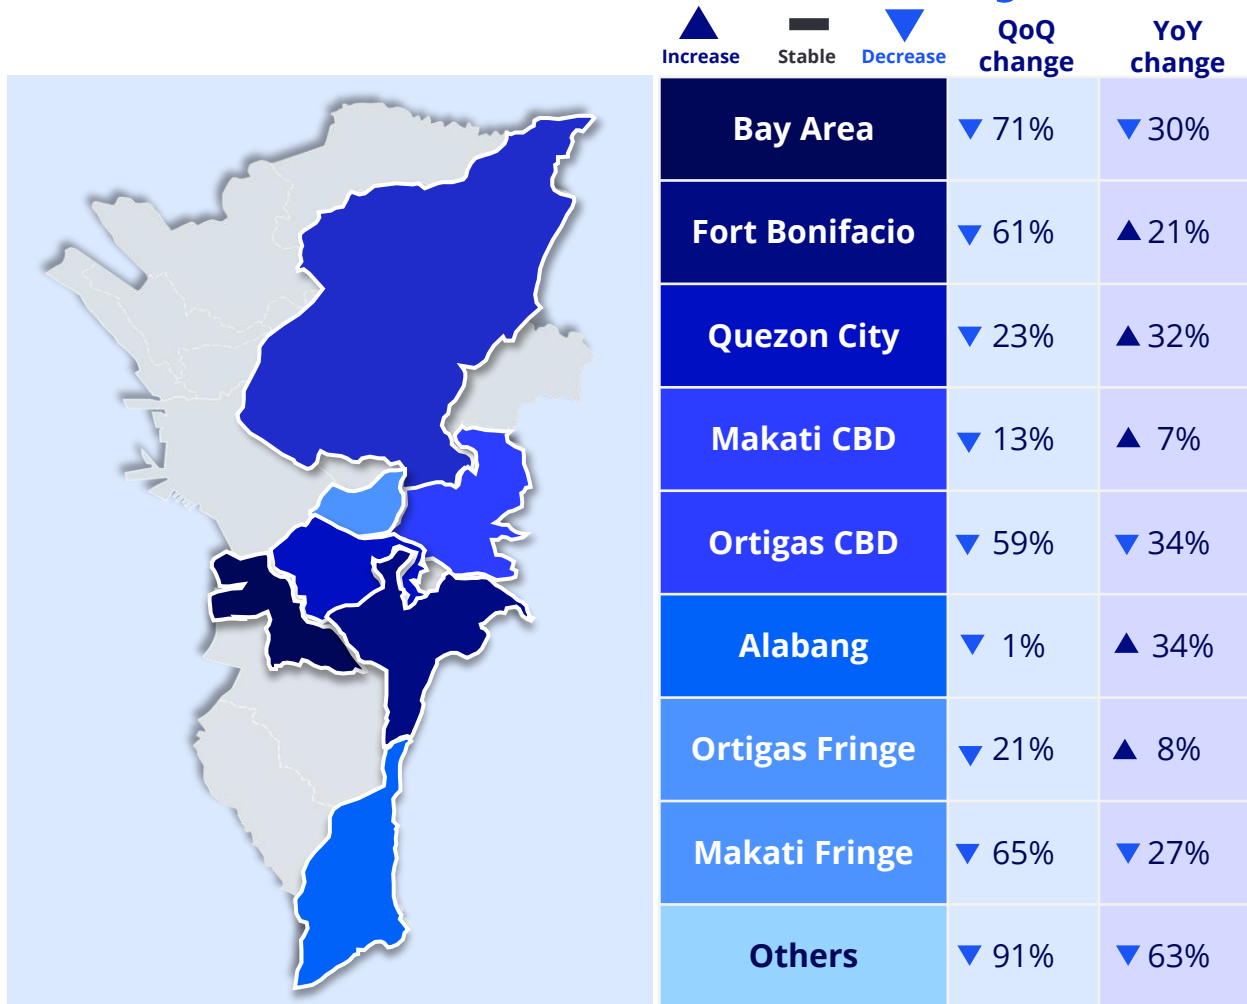 Increase Stable Decrease QoQ change YoY change
Bay Area 71% 30%
Fort Bonifacio 61% 21%
Quezon City 23% 32%
Makati CBD 13% 7%
Ortigas CBD 59% 34%
Alabang 1% 34%
Ortigas Fringe 21% 8%
Makati Fringe 65% 27%
Others 91% 63%